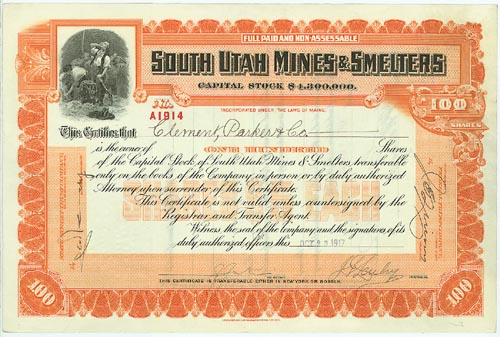 FULL PAID AND NON-ASSESSABLE
SOUTH UTAH MINES & SMELTERS
CAPITAL STOCK $4,300,000.
No.
A1914
INCORPORATED UNDER THE LAWS OF MAINE.
100
SHARES
This Certifies that Clement, Parker & Co
is the owner of ONE HUNDRED Shares
of the Capital Stock of South Utah Mines & Smelters transferable
only on the books of the Company in person or by duly authorized
Attorney upon surrender of this Certificate.
This Certificate is not valid unless countersigned by the
Registrar and Transfer Agent.
Witness the seal of the Company and the signatures of its
duly authorized officers this OCT 23 1917
THIS CERTIFICATE IS TRANSFERABLE EITHER IN NEW YORK OR BOSTON.
100
100